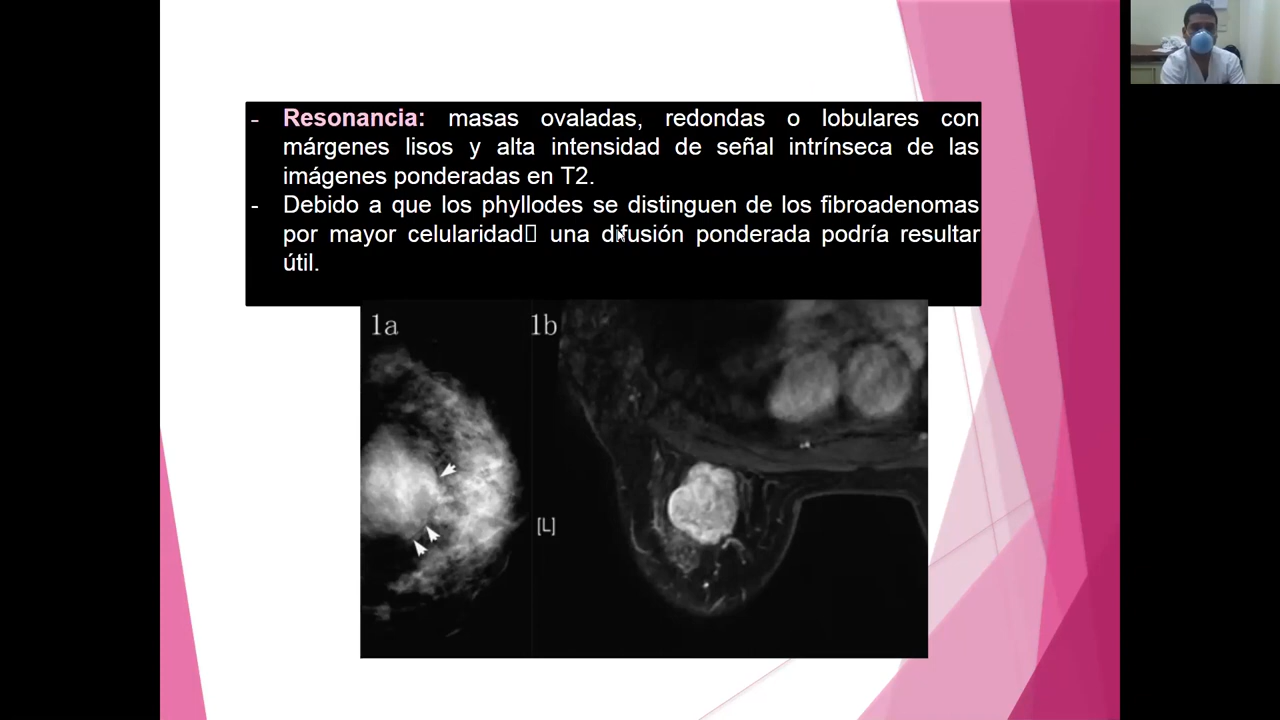 - Resonancia: masas ovaladas, redondas o lobulares con
márgenes lisos y alta intensidad de señal intrínseca de las
imágenes ponderadas en T2.
- Debido a que los phyllodes se distinguen de los fibroadenomas
por mayor celularidad▯ una difusión ponderada podría resultar
útil.
1a
1b
[L]